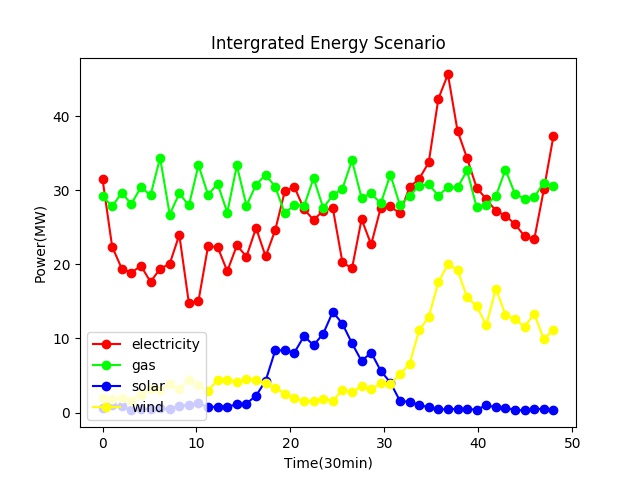 Intergrated Energy Scenario
Power(MW)
40
30
20
10
0
electricity
gas
solar
wind
0 10 20 30 40 50
Time(30min)